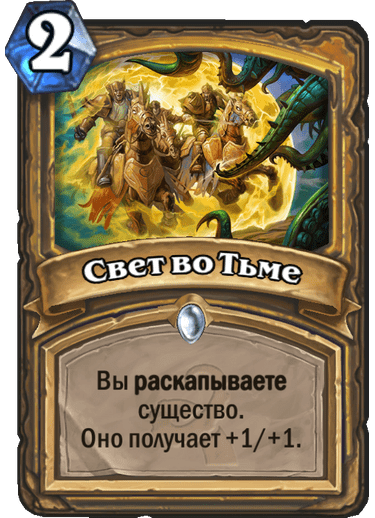 2
Свет во Тьме
Вы раскапываете
существо.
Оно получает +1/+1.